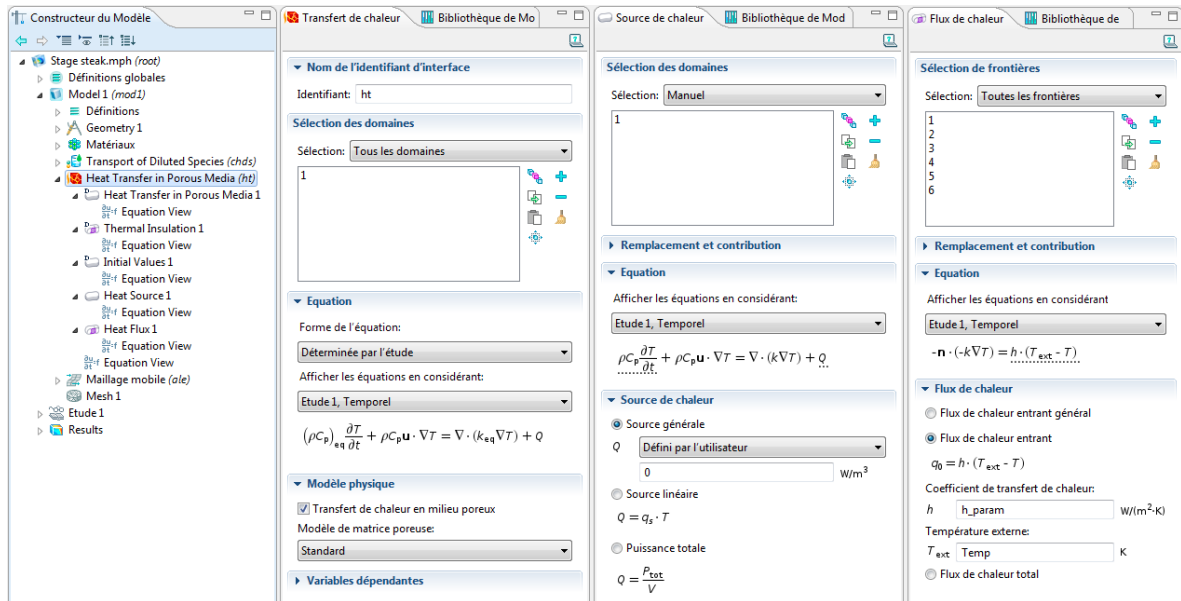 Constructeur du Modèle
Stage steak.mph (root)
Définitions globales
Model 1 (mod1)
Définitions
Geometry 1
Matériaux
Transport of Diluted Species (chds)
Heat Transfer in Porous Media (ht)
Heat Transfer in Porous Media 1
Equation View
Thermal Insulation 1
Equation View
Initial Values 1
Equation View
Heat Source 1
Equation View
Heat Flux 1
Equation View
Equation View
Maillage mobile (ale)
Mesh 1
Etude 1
Results
Transfert de chaleur Bibliothèque de Mo
Nom de l'identifiant d'interface
Identifiant: ht
Sélection des domaines
Sélection: Tous les domaines
1
Equation
Forme de l'équation:
Déterminée par l'étude
Afficher les équations en considérant:
Etude 1, Temporel
(ρCp)eq ∂T/∂t + ρCp u · ∇T = ∇ · (keq∇T) + Q
Modèle physique
Transfert de chaleur en milieu poreux
Modèle de matrice poreuse:
Standard
Variables dépendantes
Source de chaleur Bibliothèque de Mod
Sélection des domaines
Sélection: Manuel
1
Remplacement et contribution
Equation
Afficher les équations en considérant:
Etude 1, Temporel
ρCp ∂T/∂t + ρCp u · ∇T = ∇ · (k∇T) + Q
Source de chaleur
Source générale
Q Défini par l'utilisateur
0 W/m³
Source linéaire
Q = qs · T
Puissance totale
Q = Ptot/V
Flux de chaleur Bibliothèque de
Sélection de frontières
Sélection: Toutes les frontières
1
2
3
4
5
6
Remplacement et contribution
Equation
Afficher les équations en considérant
Etude 1, Temporel
-n · (-k∇T) = h · (Text - T)
Flux de chaleur
Flux de chaleur entrant général
Flux de chaleur entrant
q0 = h · (Text - T)
Coefficient de transfert de chaleur:
h h_param W/(m²·K)
Température externe:
Text Temp K
Flux de chaleur total